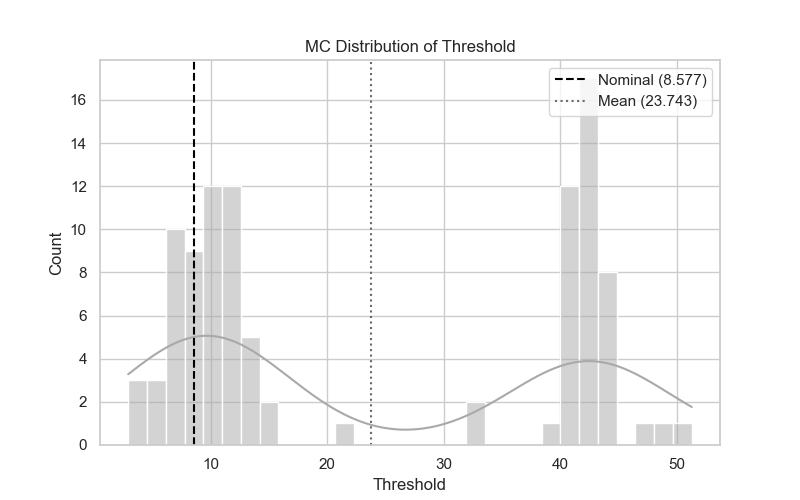 MC Distribution of Threshold
Nominal (8.577)
Mean (23.743)
Count
16
14
12
10
8
6
4
2
0
10
20
30
40
50
Threshold